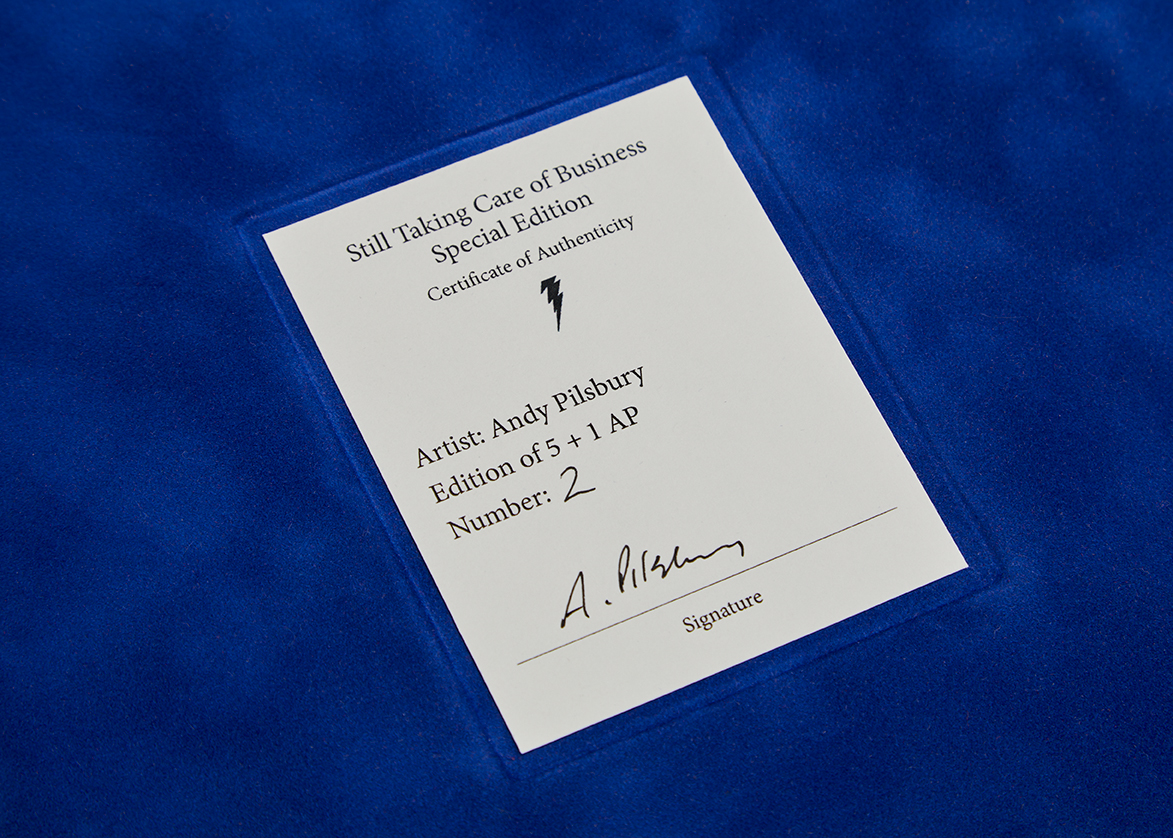 Still Taking Care of Business
Special Edition
Certificate of Authenticity
Artist: Andy Pilsbury
Edition of 5 + 1 AP
Number: 2
A. Pilsbury
Signature